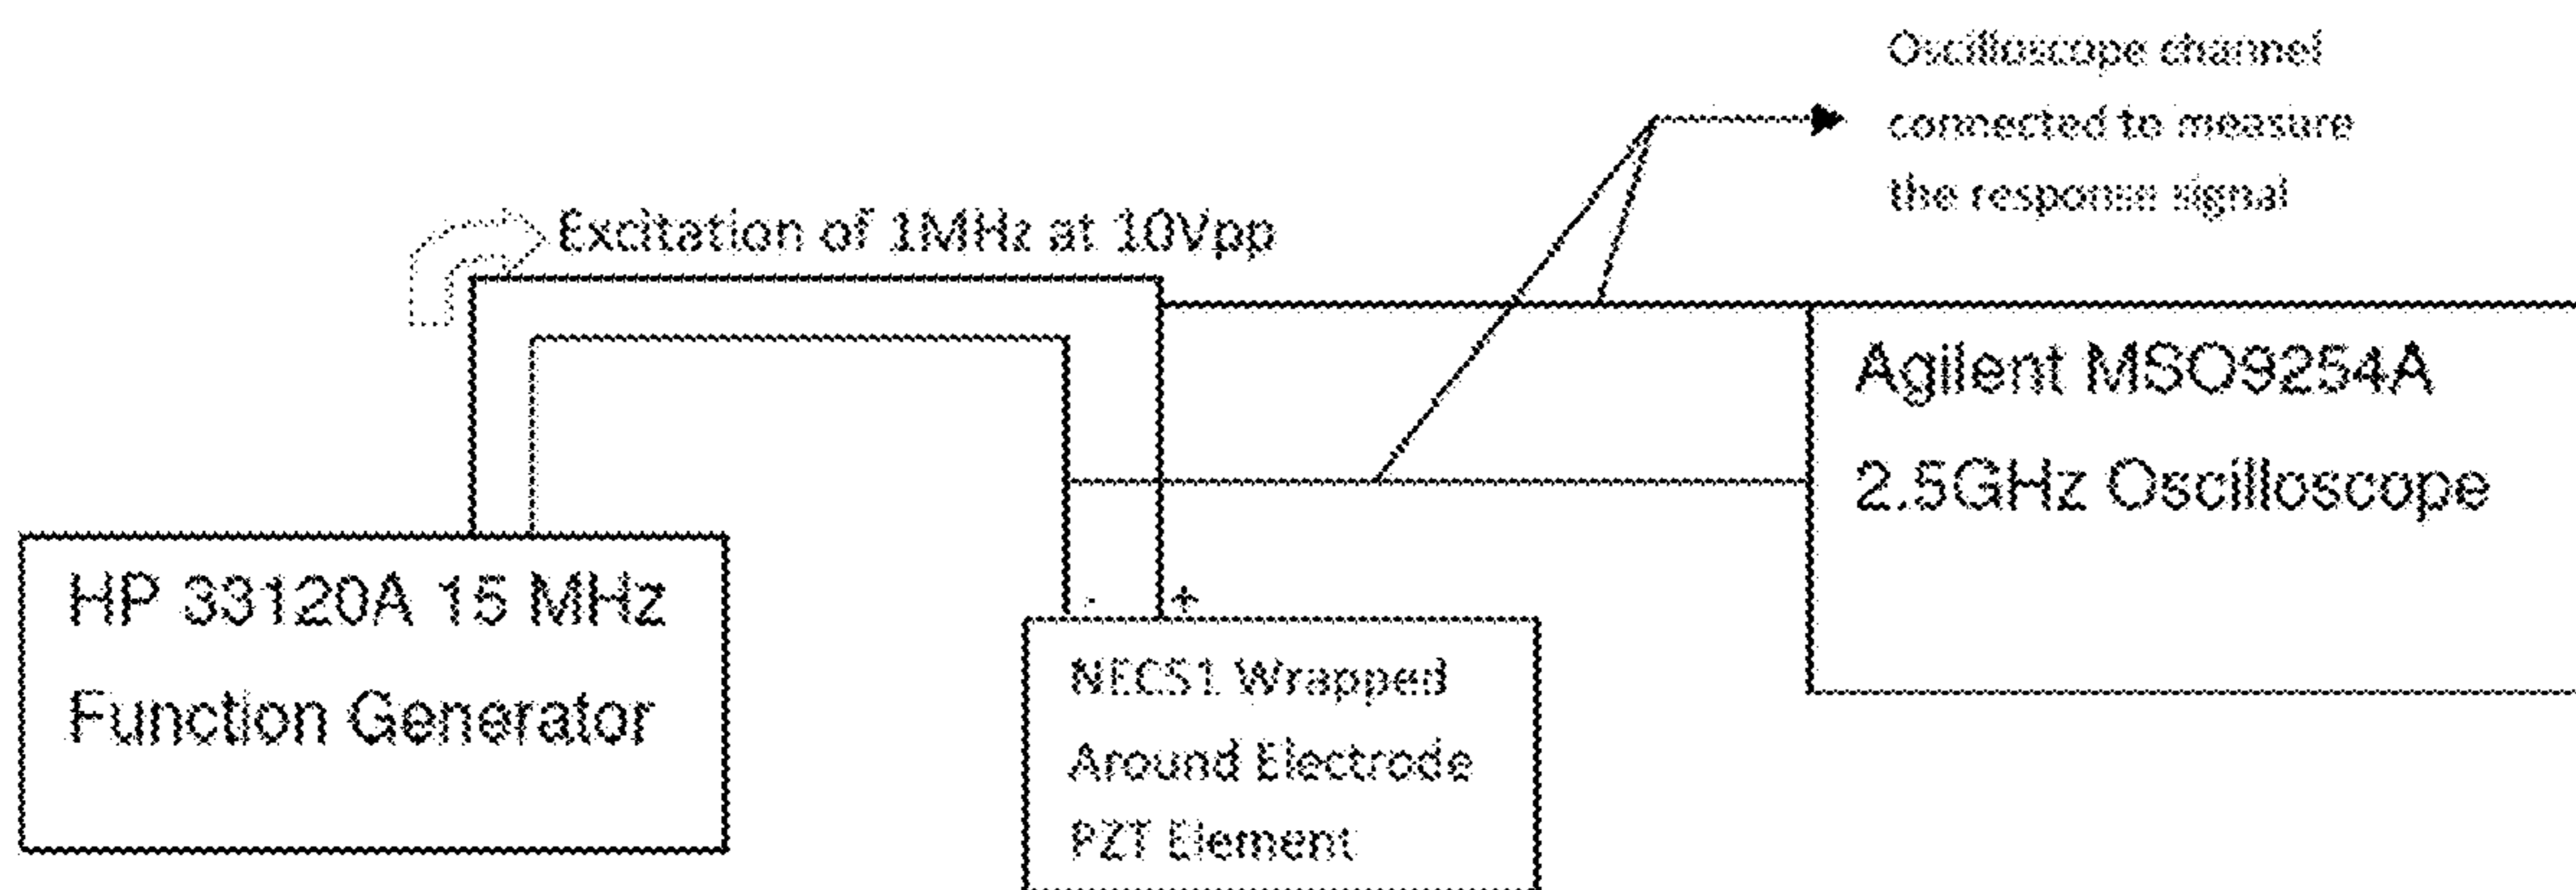 Oscilloscope channel
connected to measure
the response signal
Excitation of 1MHz at 10Vpp
Agilent MSO9254A
2.5GHz Oscilloscope
HP 33120A 15 MHz
Function Generator
- +
NECS1 Wrapped
Around Electrode
PZT Element